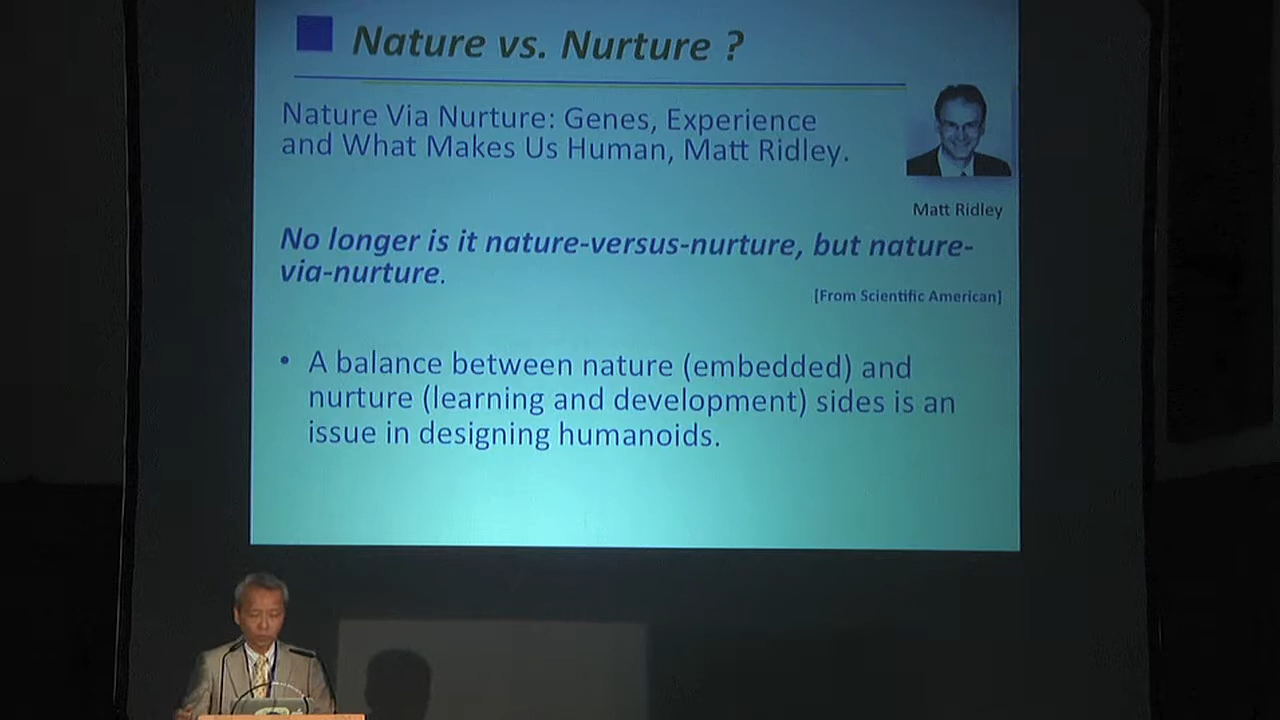 Nature vs. Nurture ?
Nature Via Nurture: Genes, Experience
and What Makes Us Human, Matt Ridley.
Matt Ridley
No longer is it nature-versus-nurture, but nature-
via-nurture.
[From Scientific American]
• A balance between nature (embedded) and
nurture (learning and development) sides is an
issue in designing humanoids.